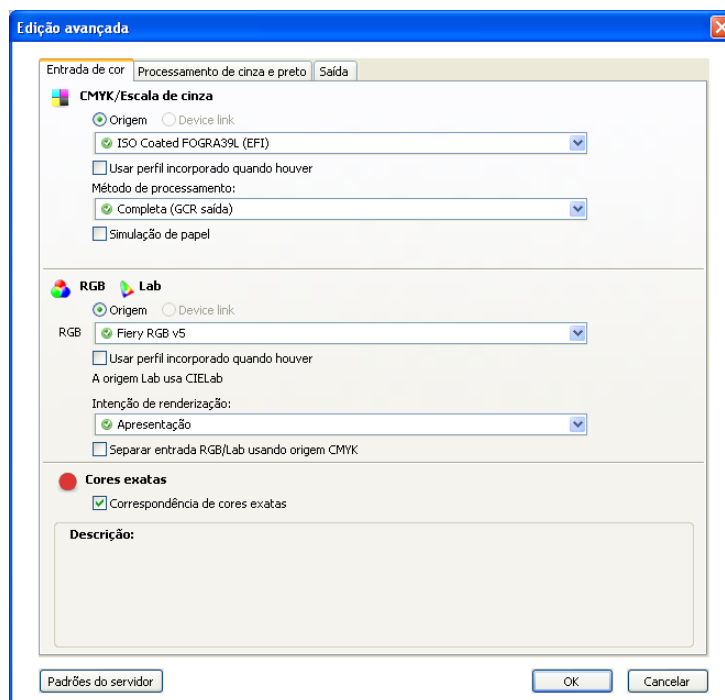 Edição avançada
Entrada de cor Processamento de cinza e preto Saída
CMYK/Escala de cinza
Origem Device link
ISO Coated FOGRA39L (EFI)
Usar perfil incorporado quando houver
Método de processamento:
Completa (GCR saída)
Simulação de papel
RGB Lab
Origem Device link
RGB Fiery RGB v5
Usar perfil incorporado quando houver
A origem Lab usa CIELab
Intenção de renderização:
Apresentação
Separar entrada RGB/Lab usando origem CMYK
Cores exatas
Correspondência de cores exatas
Descrição:
Padrões do servidor OK Cancelar